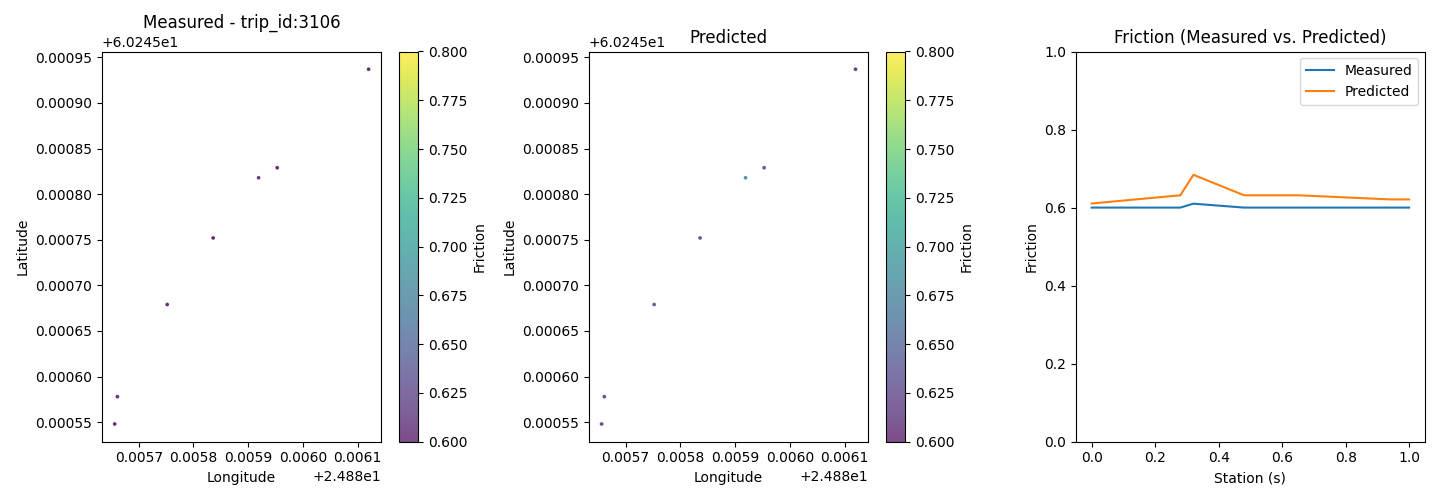 Measured - trip_id:3106
+6.0245e1
0.00095
0.00090
0.00085
0.00080
0.00075
0.00070
0.00065
0.00060
0.00055
Latitude
0.0057 0.0058 0.0059 0.0060 0.0061
Longitude
+2.488e1
0.800
0.775
0.750
0.725
0.700
0.675
0.650
0.625
0.600
Friction
Predicted
+6.0245e1
0.00095
0.00090
0.00085
0.00080
0.00075
0.00070
0.00065
0.00060
0.00055
Latitude
0.0057 0.0058 0.0059 0.0060 0.0061
Longitude
+2.488e1
0.800
0.775
0.750
0.725
0.700
0.675
0.650
0.625
0.600
Friction
Friction (Measured vs. Predicted)
Measured
Predicted
1.0
0.8
0.6
0.4
0.2
0.0
Friction
0.0 0.2 0.4 0.6 0.8 1.0
Station (s)